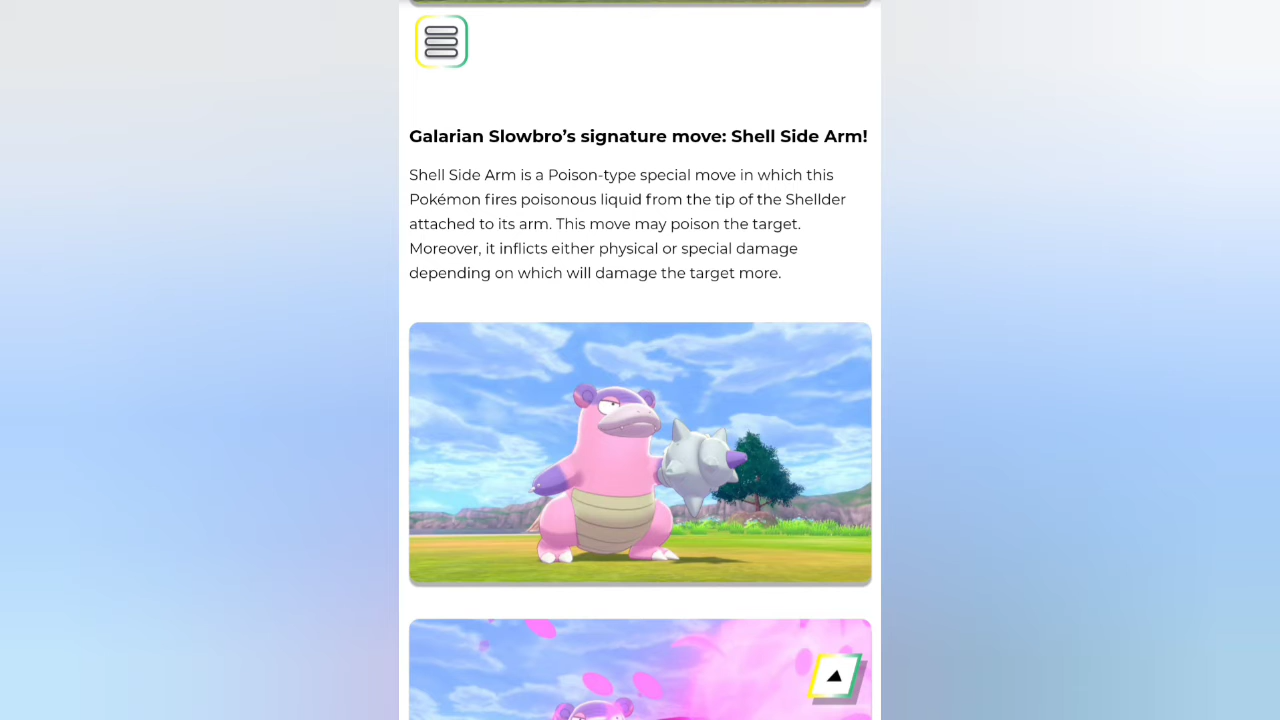 Galarian Slowbro’s signature move: Shell Side Arm!
Shell Side Arm is a Poison-type special move in which this
Pokémon fires poisonous liquid from the tip of the Shellder
attached to its arm. This move may poison the target.
Moreover, it inflicts either physical or special damage
depending on which will damage the target more.